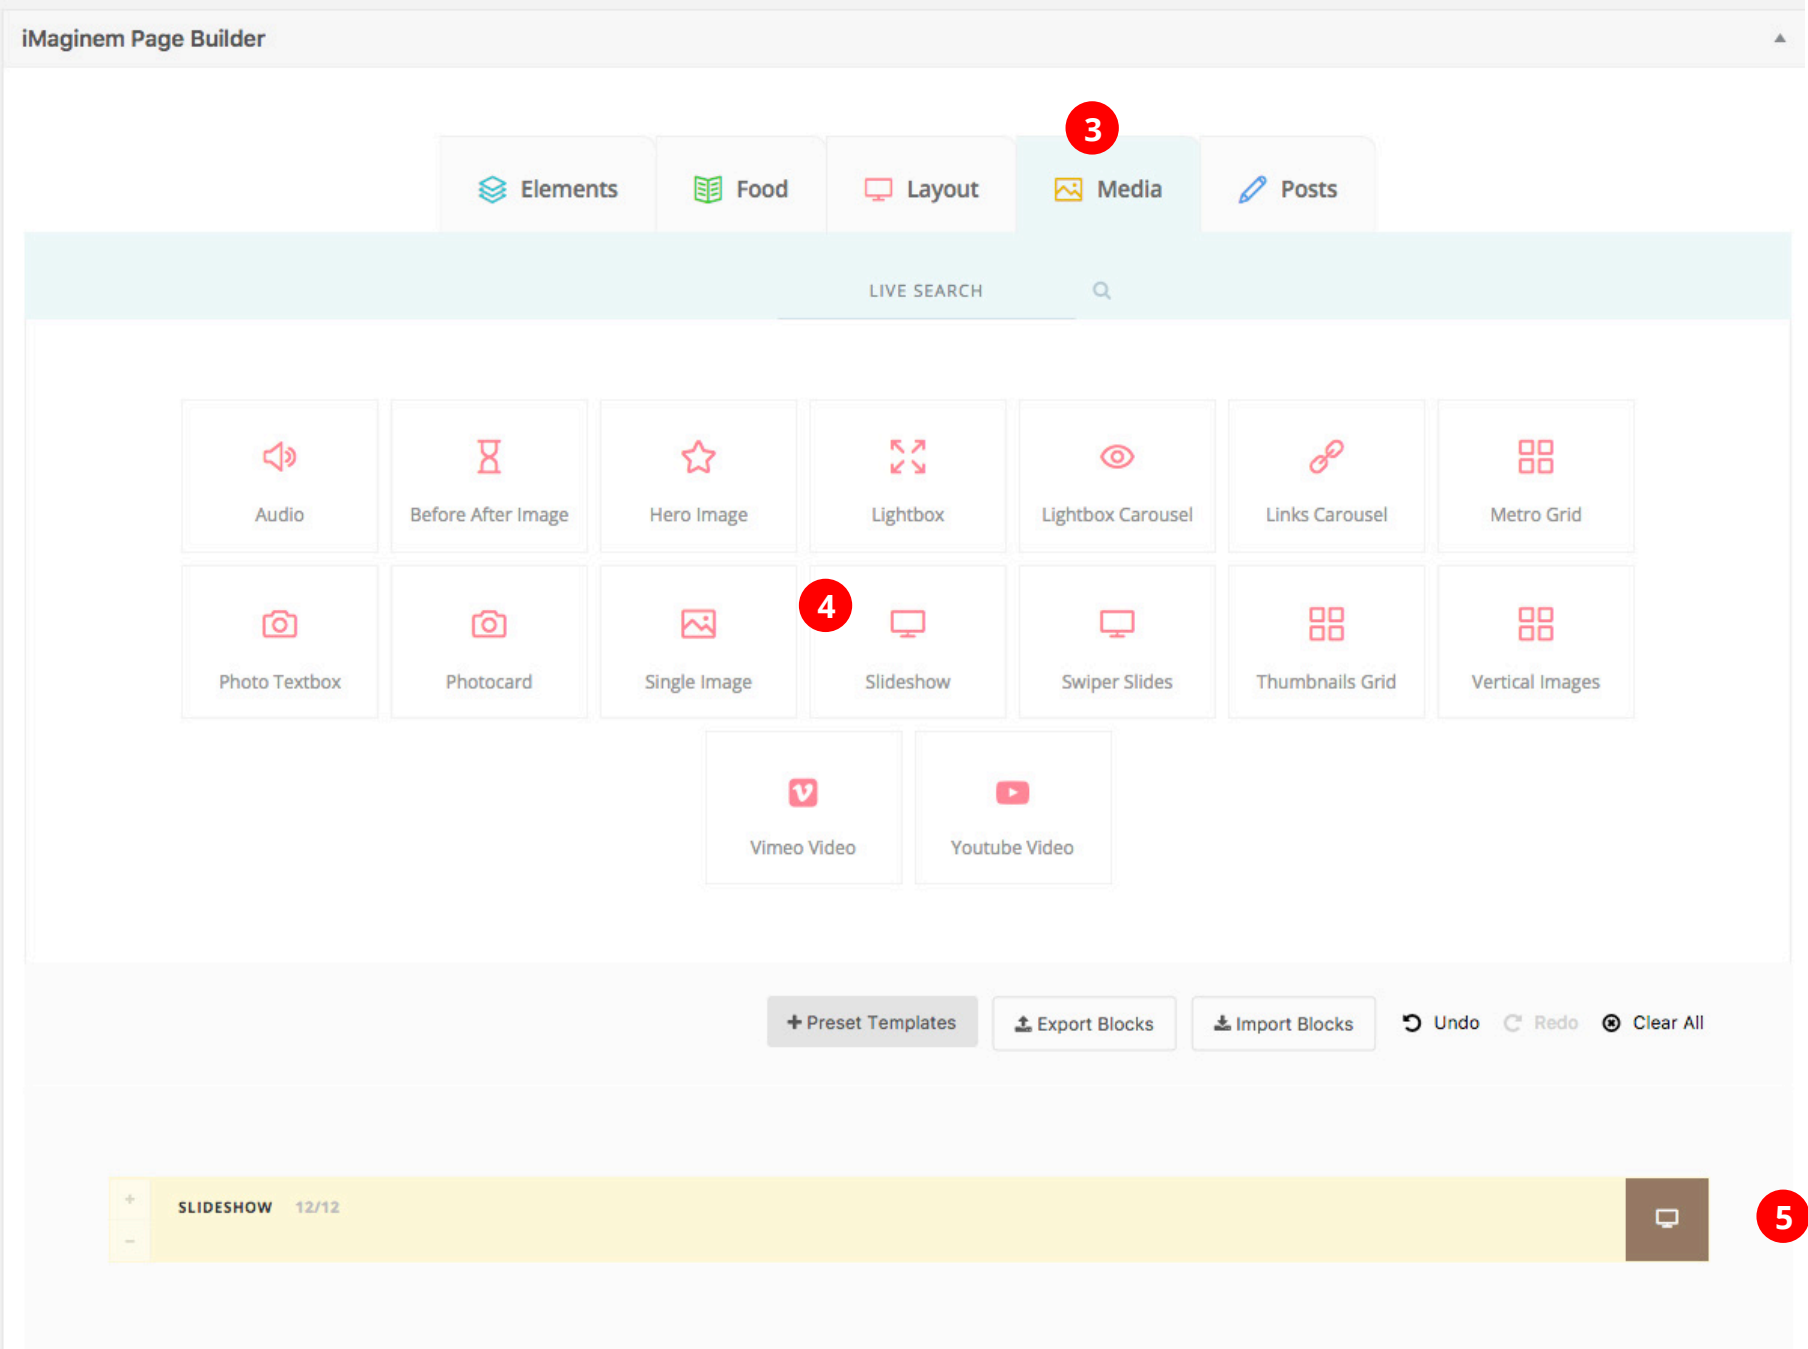 iMaginem Page Builder
3
Elements Food Layout Media Posts
LIVE SEARCH
Audio Before After Image Hero Image Lightbox Lightbox Carousel Links Carousel Metro Grid
4
Photo Textbox Photocard Single Image Slideshow Swiper Slides Thumbnails Grid Vertical Images
Vimeo Video Youtube Video
+ Preset Templates Export Blocks Import Blocks Undo Redo Clear All
+
SLIDESHOW 12/12
5
−